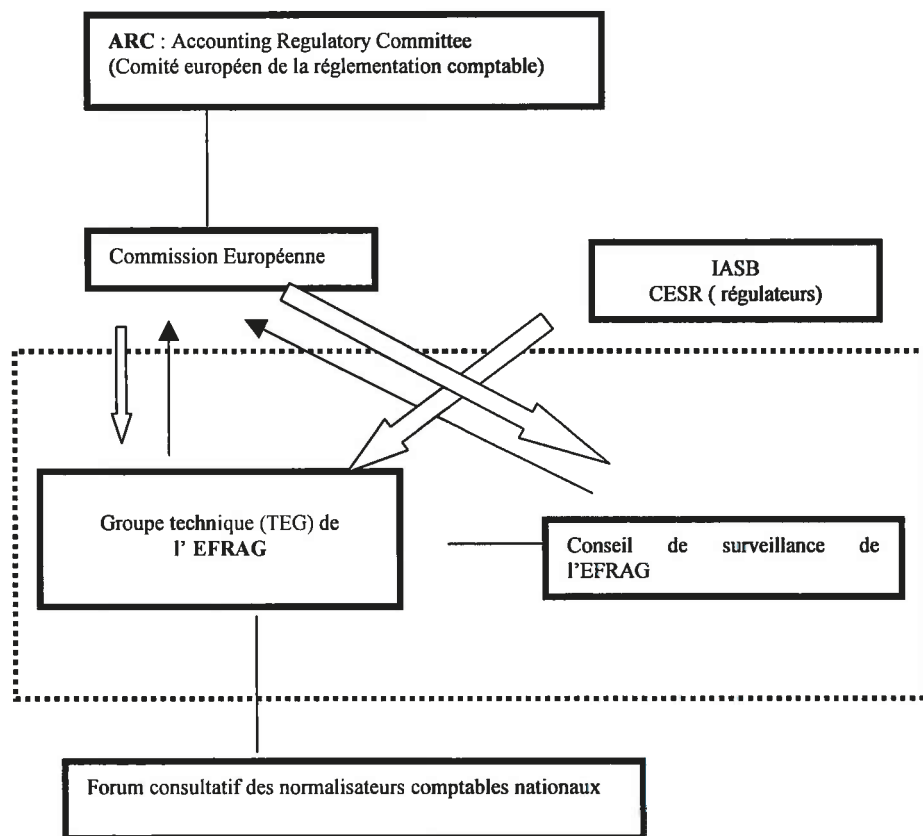 ARC : Accounting Regulatory Committee
(Comité européen de la réglementation comptable)
Commission Européenne
IASB
CESR ( régulateurs)
Groupe technique (TEG) de
l' EFRAG
Conseil de surveillance de
l'EFRAG
Forum consultatif des normalisateurs comptables nationaux